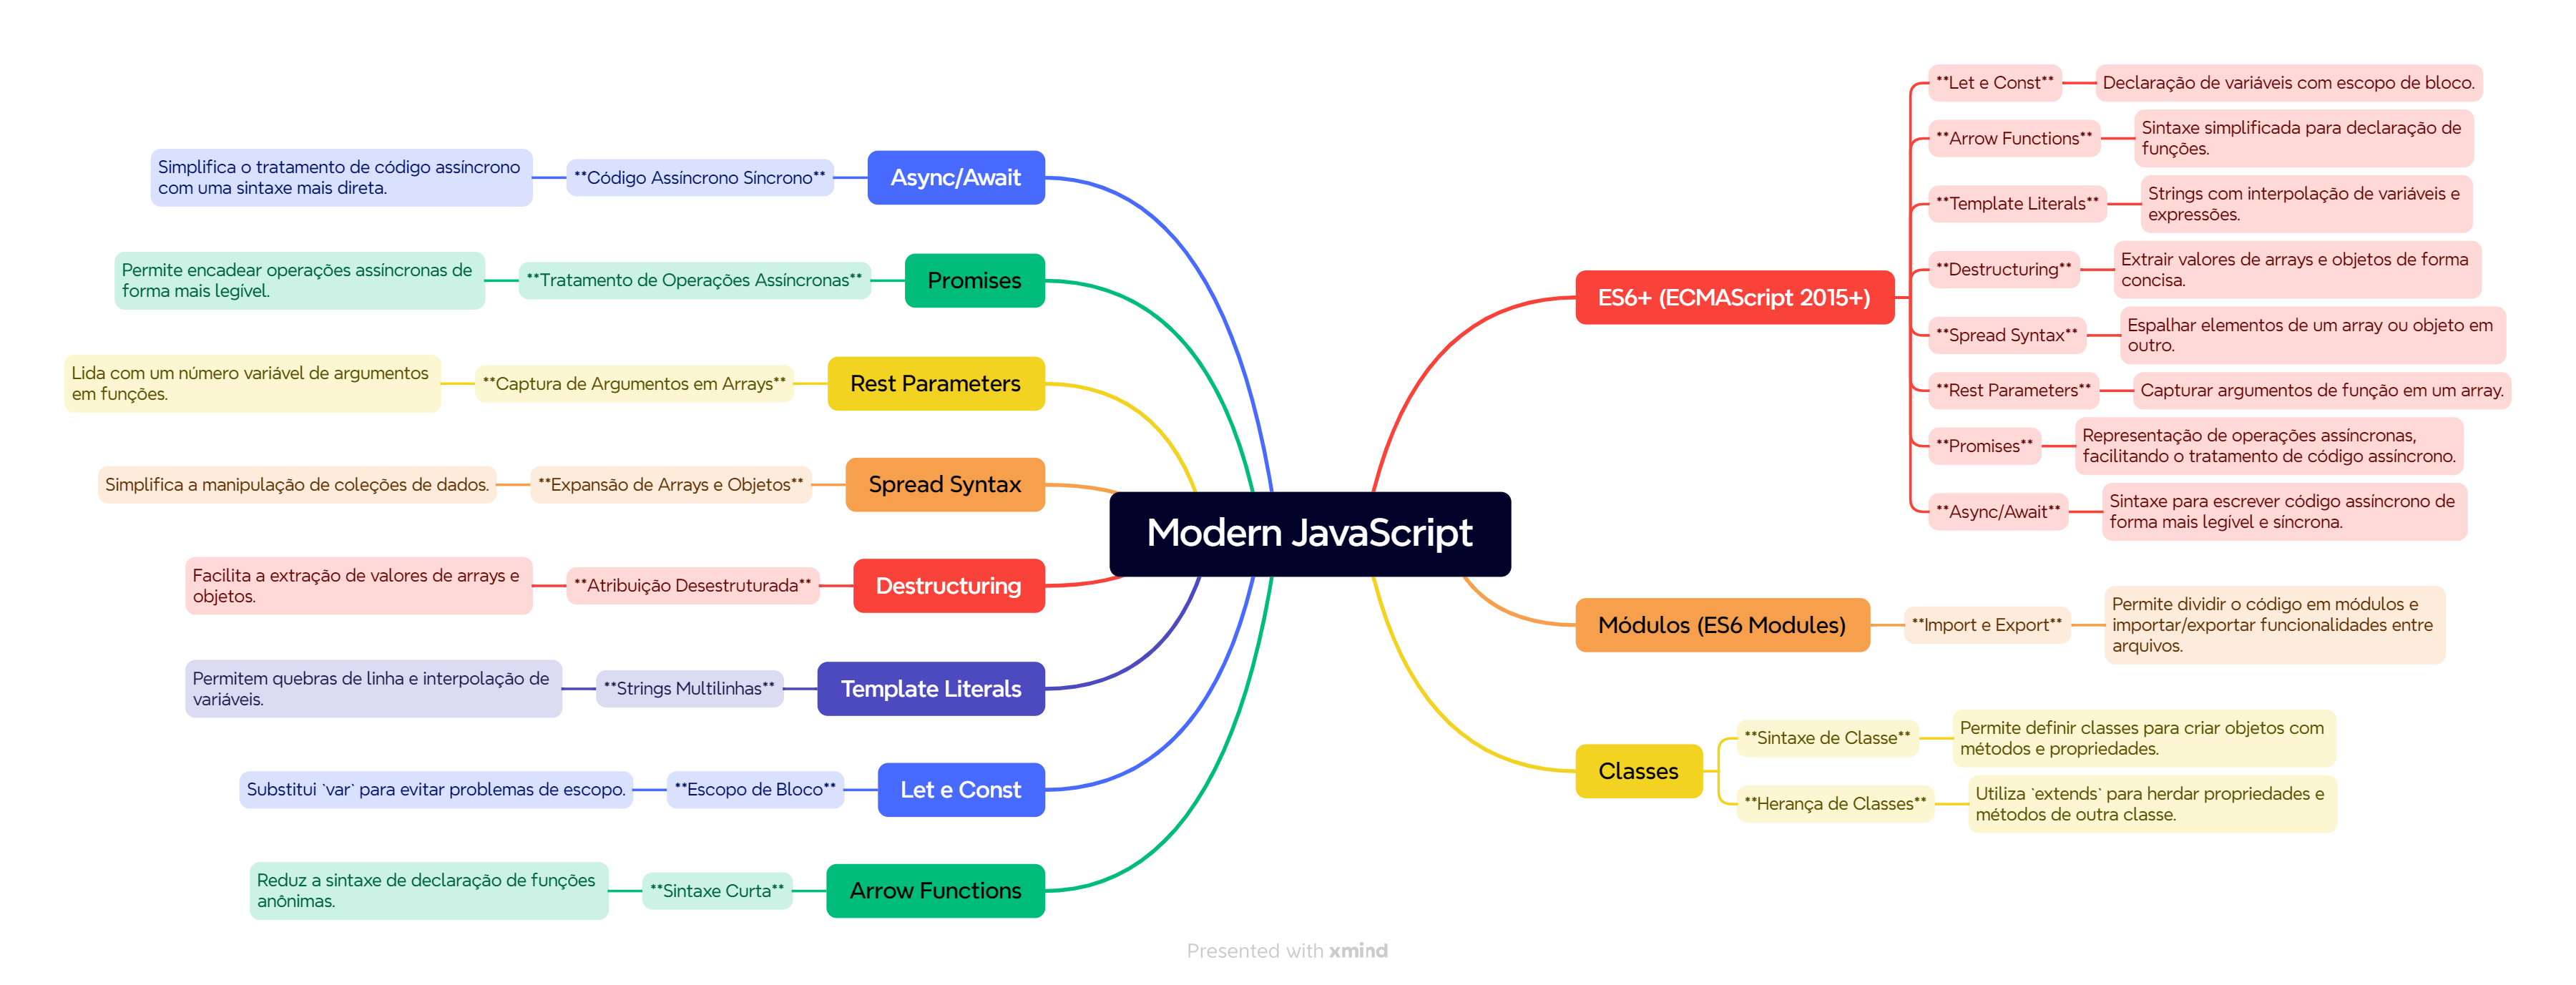 Modern JavaScript
ES6+ (ECMAScript 2015+)
**Let e Const**
Declaração de variáveis com escopo de bloco.
**Arrow Functions**
Sintaxe simplificada para declaração de
funções.
**Template Literals**
Strings com interpolação de variáveis e
expressões.
**Destructuring**
Extrair valores de arrays e objetos de forma
concisa.
**Spread Syntax**
Espalhar elementos de um array ou objeto em
outro.
**Rest Parameters**
Capturar argumentos de função em um array.
**Promises**
Representação de operações assíncronas,
facilitando o tratamento de código assíncrono.
**Async/Await**
Sintaxe para escrever código assíncrono de
forma mais legível e síncrona.
Módulos (ES6 Modules)
**Import e Export**
Permite dividir o código em módulos e
importar/exportar funcionalidades entre
arquivos.
Classes
**Sintaxe de Classe**
Permite definir classes para criar objetos com
métodos e propriedades.
**Herança de Classes**
Utiliza `extends` para herdar propriedades e
métodos de outra classe.
Async/Await
**Código Assíncrono Síncrono**
Simplifica o tratamento de código assíncrono
com uma sintaxe mais direta.
Promises
**Tratamento de Operações Assíncronas**
Permite encadear operações assíncronas de
forma mais legível.
Rest Parameters
**Captura de Argumentos em Arrays**
Lida com um número variável de argumentos
em funções.
Spread Syntax
**Expansão de Arrays e Objetos**
Simplifica a manipulação de coleções de dados.
Destructuring
**Atribuição Desestruturada**
Facilita a extração de valores de arrays e
objetos.
Template Literals
**Strings Multilinhas**
Permitem quebras de linha e interpolação de
variáveis.
Let e Const
**Escopo de Bloco**
Substitui `var` para evitar problemas de escopo.
Arrow Functions
**Sintaxe Curta**
Reduz a sintaxe de declaração de funções
anônimas.
Presented with xmind